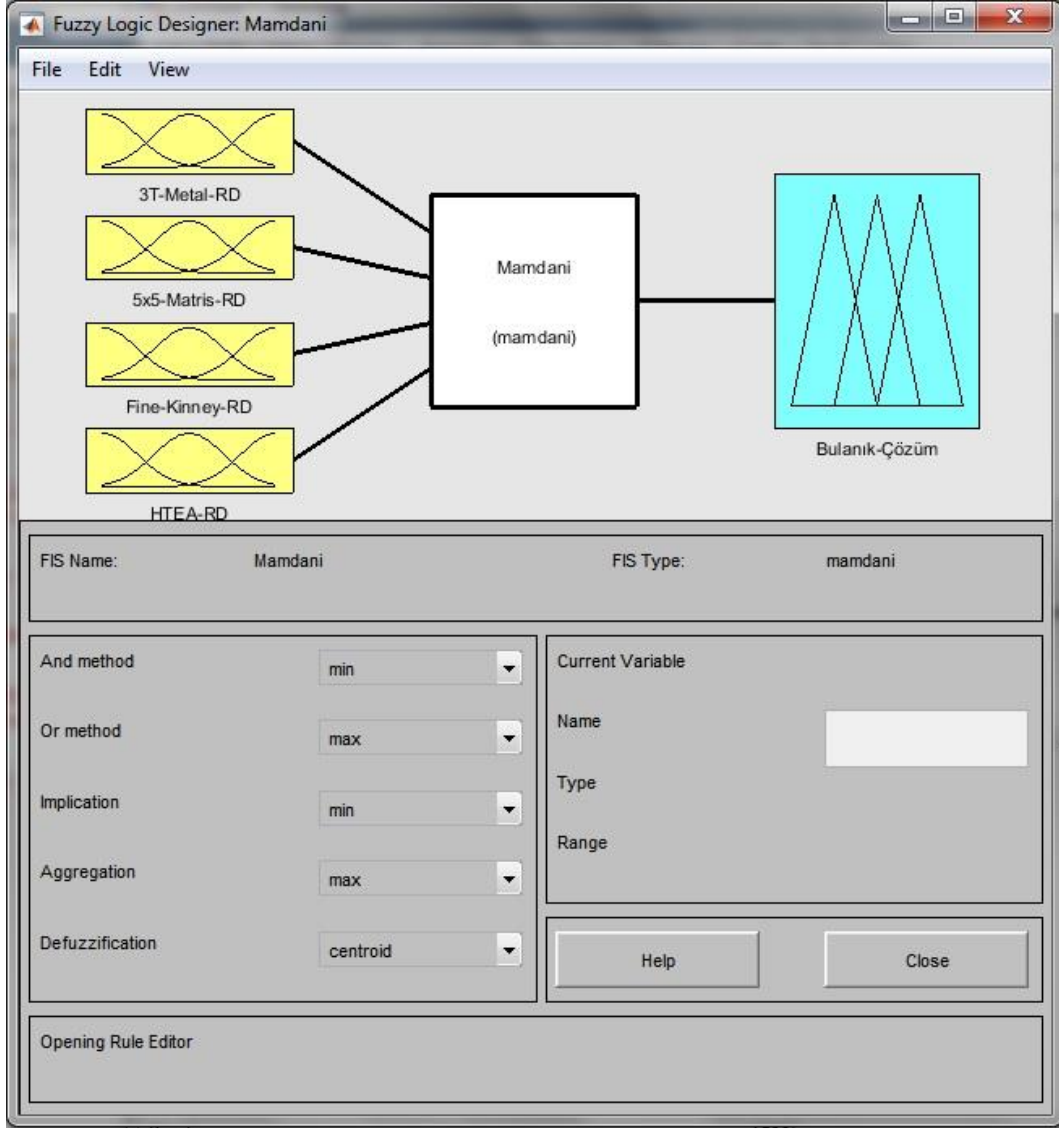 Fuzzy Logic Designer: Mamdani
File Edit View
3T-Metal-RD
5x5-Matris-RD
Fine-Kinney-RD
HTEA-RD
Mamdani
(mamdani)
Bulanık-Çözüm
FIS Name: Mamdani FIS Type: mamdani
And method min
Or method max
Implication min
Aggregation max
Defuzzification centroid
Current Variable
Name
Type
Range
Help Close
Opening Rule Editor